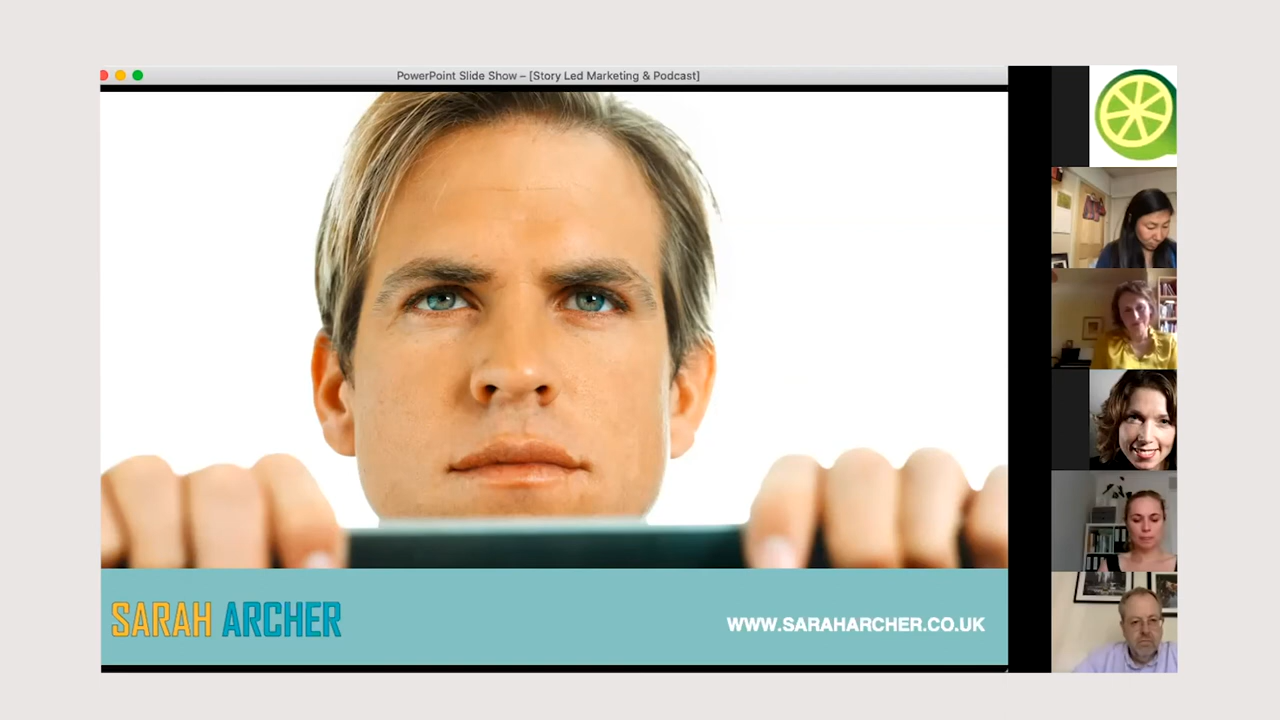 PowerPoint Slide Show – [Story Led Marketing & Podcast]
SARAH ARCHER
WWW.SARAHARCHER.CO.UK